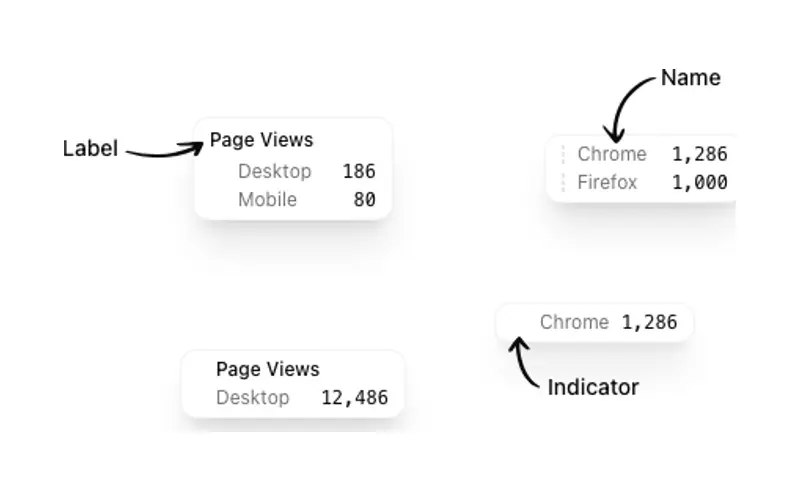 Name
Label
Page Views
Desktop 186
Mobile 80
Chrome 1,286
Firefox 1,000
Chrome 1,286
Indicator
Page Views
Desktop 12,486